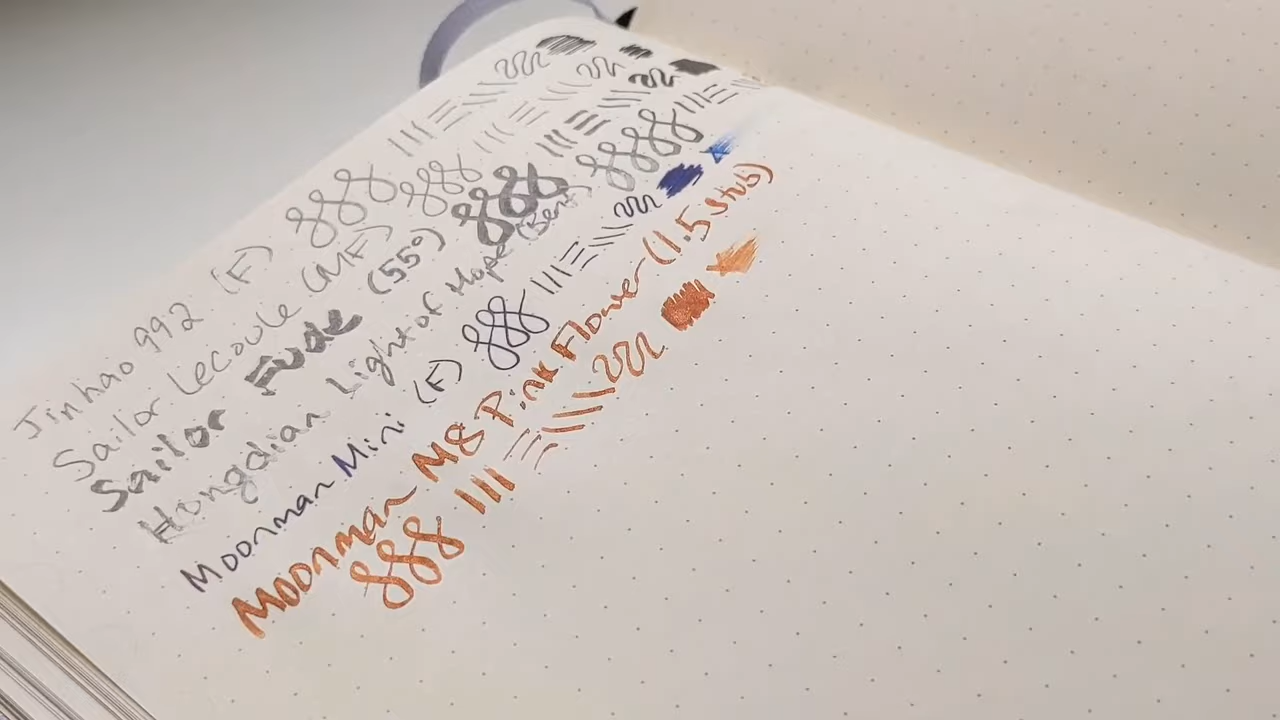 Jinhao 992 (F)
Sailor Lecoule (MF)
Sailor Fude (55°)
Hongdian Light of Hope (Bent)
Moonman Mini (F)
Moonman M8 Pink Flower (1.5 Stub)